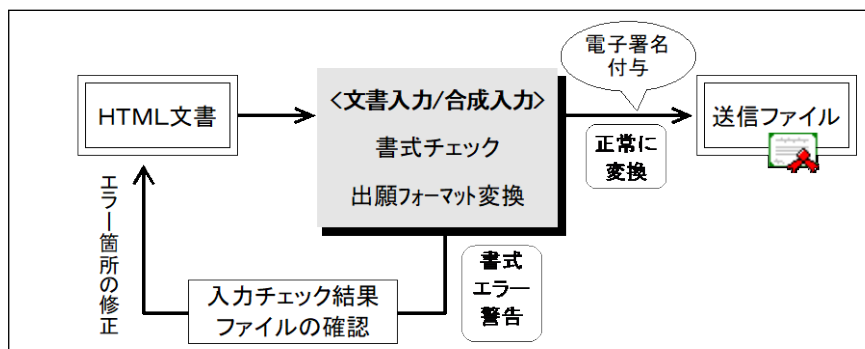 電子署名
付与
HTML文書
<文書入力/合成入力>
書式チェック
出願フォーマット変換
送信ファイル
正常に
変換
エラー箇所の修正
書式
エラー
警告
入力チェック結果
ファイルの確認